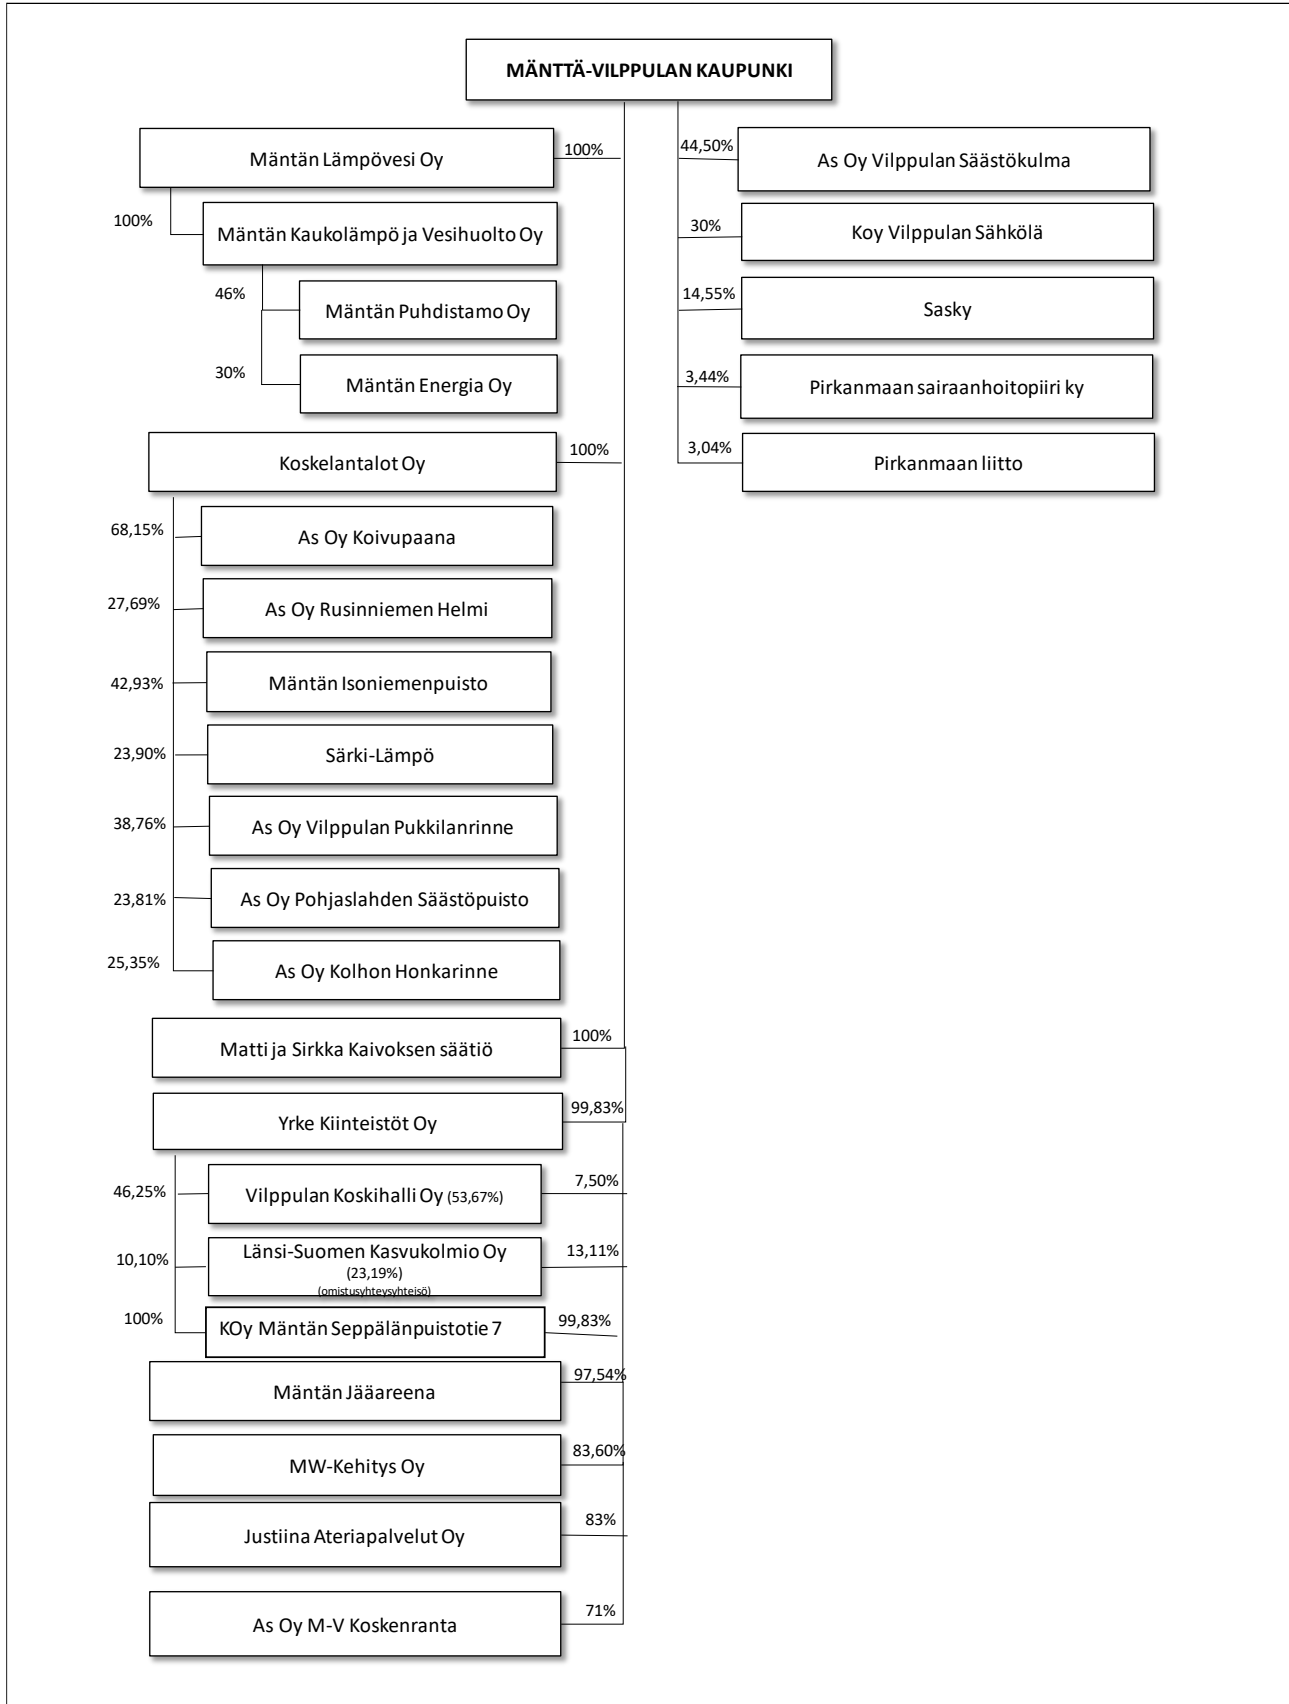 MÄNTTÄ-VILPPULAN KAUPUNKI
Mäntän Lämpövesi Oy
100%
100%
Mäntän Kaukolämpö ja Vesihuolto Oy
46%
Mäntän Puhdistamo Oy
30%
Mäntän Energia Oy
Koskelantalot Oy
100%
68,15%
As Oy Koivupaana
27,69%
As Oy Rusinniemen Helmi
42,93%
Mäntän Isoniemenpuisto
23,90%
Särki-Lämpö
38,76%
As Oy Vilppulan Pukkilanrinne
23,81%
As Oy Pohjaslahden Säästöpuisto
25,35%
As Oy Kolhon Honkarinne
Matti ja Sirkka Kaivoksen säätiö
100%
Yrke Kiinteistöt Oy
99,83%
46,25%
Vilppulan Koskihalli Oy (53,67%)
7,50%
10,10%
Länsi-Suomen Kasvukolmio Oy
(23,19%)
(omistusyhteysyhteisö)
13,11%
100%
KOy Mäntän Seppälänpuistotie 7
99,83%
Mäntän Jääareena
97,54%
MW-Kehitys Oy
83,60%
Justiina Ateriapalvelut Oy
83%
As Oy M-V Koskenranta
71%
44,50%
As Oy Vilppulan Säästökulma
30%
Koy Vilppulan Sähkölä
14,55%
Sasky
3,44%
Pirkanmaan sairaanhoitopiiri ky
3,04%
Pirkanmaan liitto